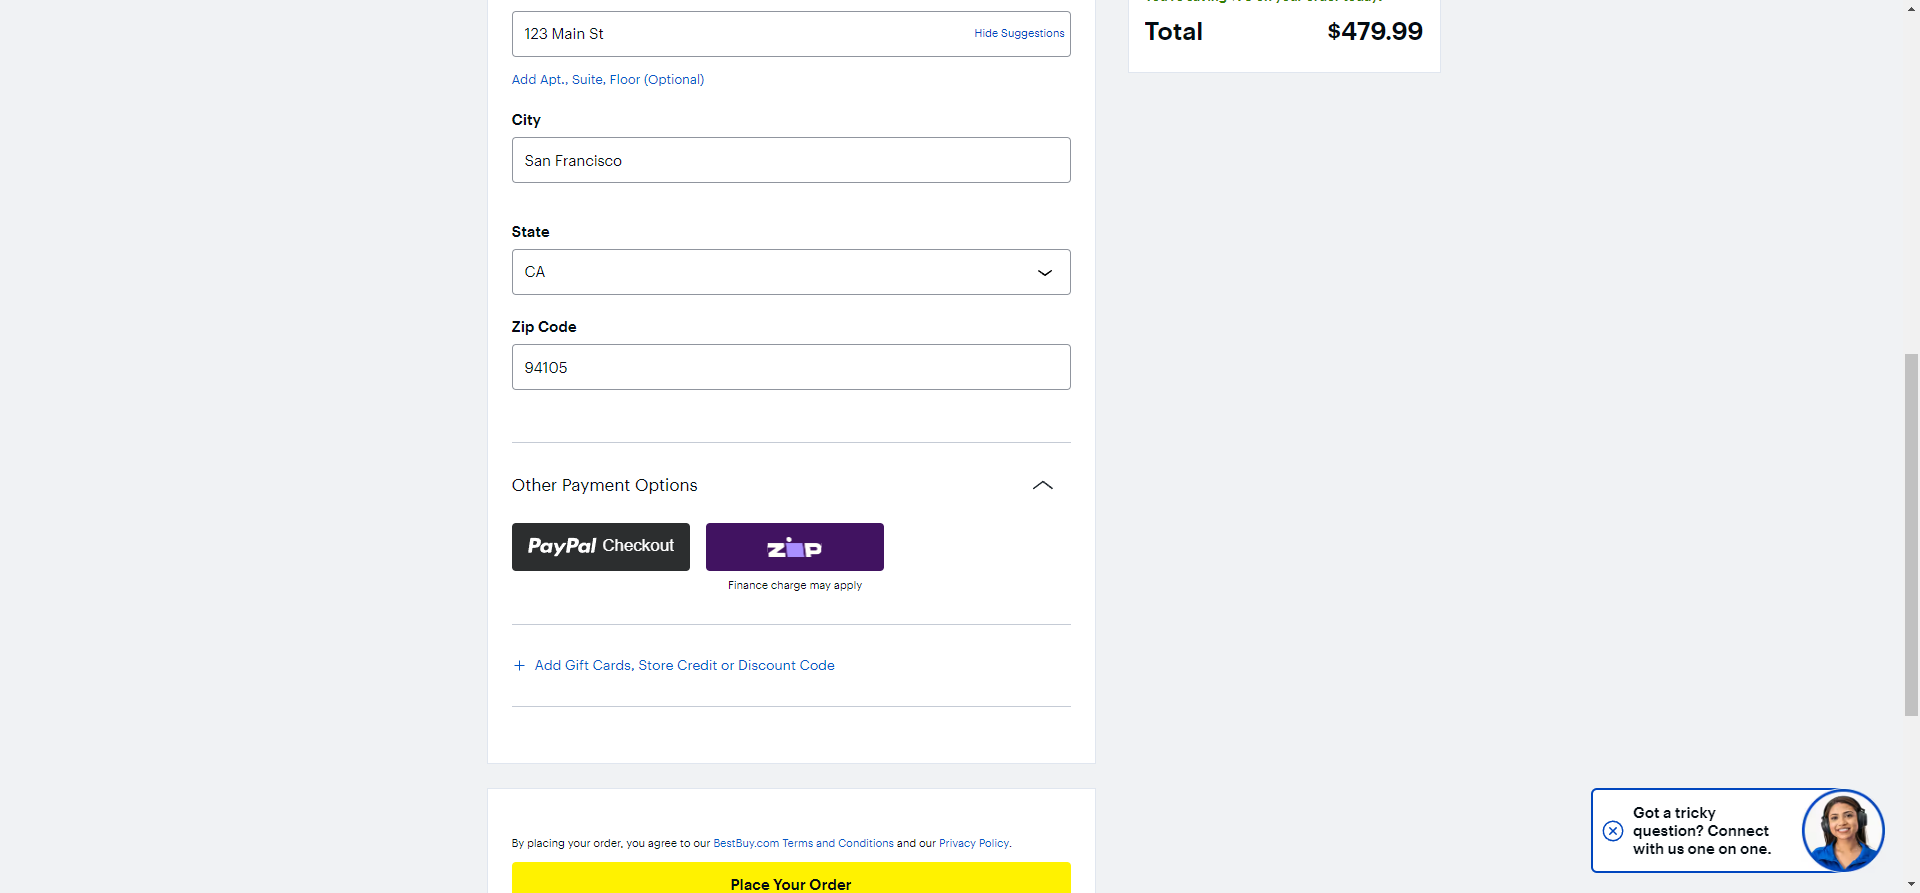 123 Main St
Hide Suggestions
Add Apt., Suite, Floor (Optional)
City
San Francisco
State
CA
Zip Code
94105
Other Payment Options
PayPal Checkout
zip
Finance charge may apply
+ Add Gift Cards, Store Credit or Discount Code
By placing your order, you agree to our BestBuy.com Terms and Conditions and our Privacy Policy.
Place Your Order
Total $479.99
Got a tricky
question? Connect
with us one on one.